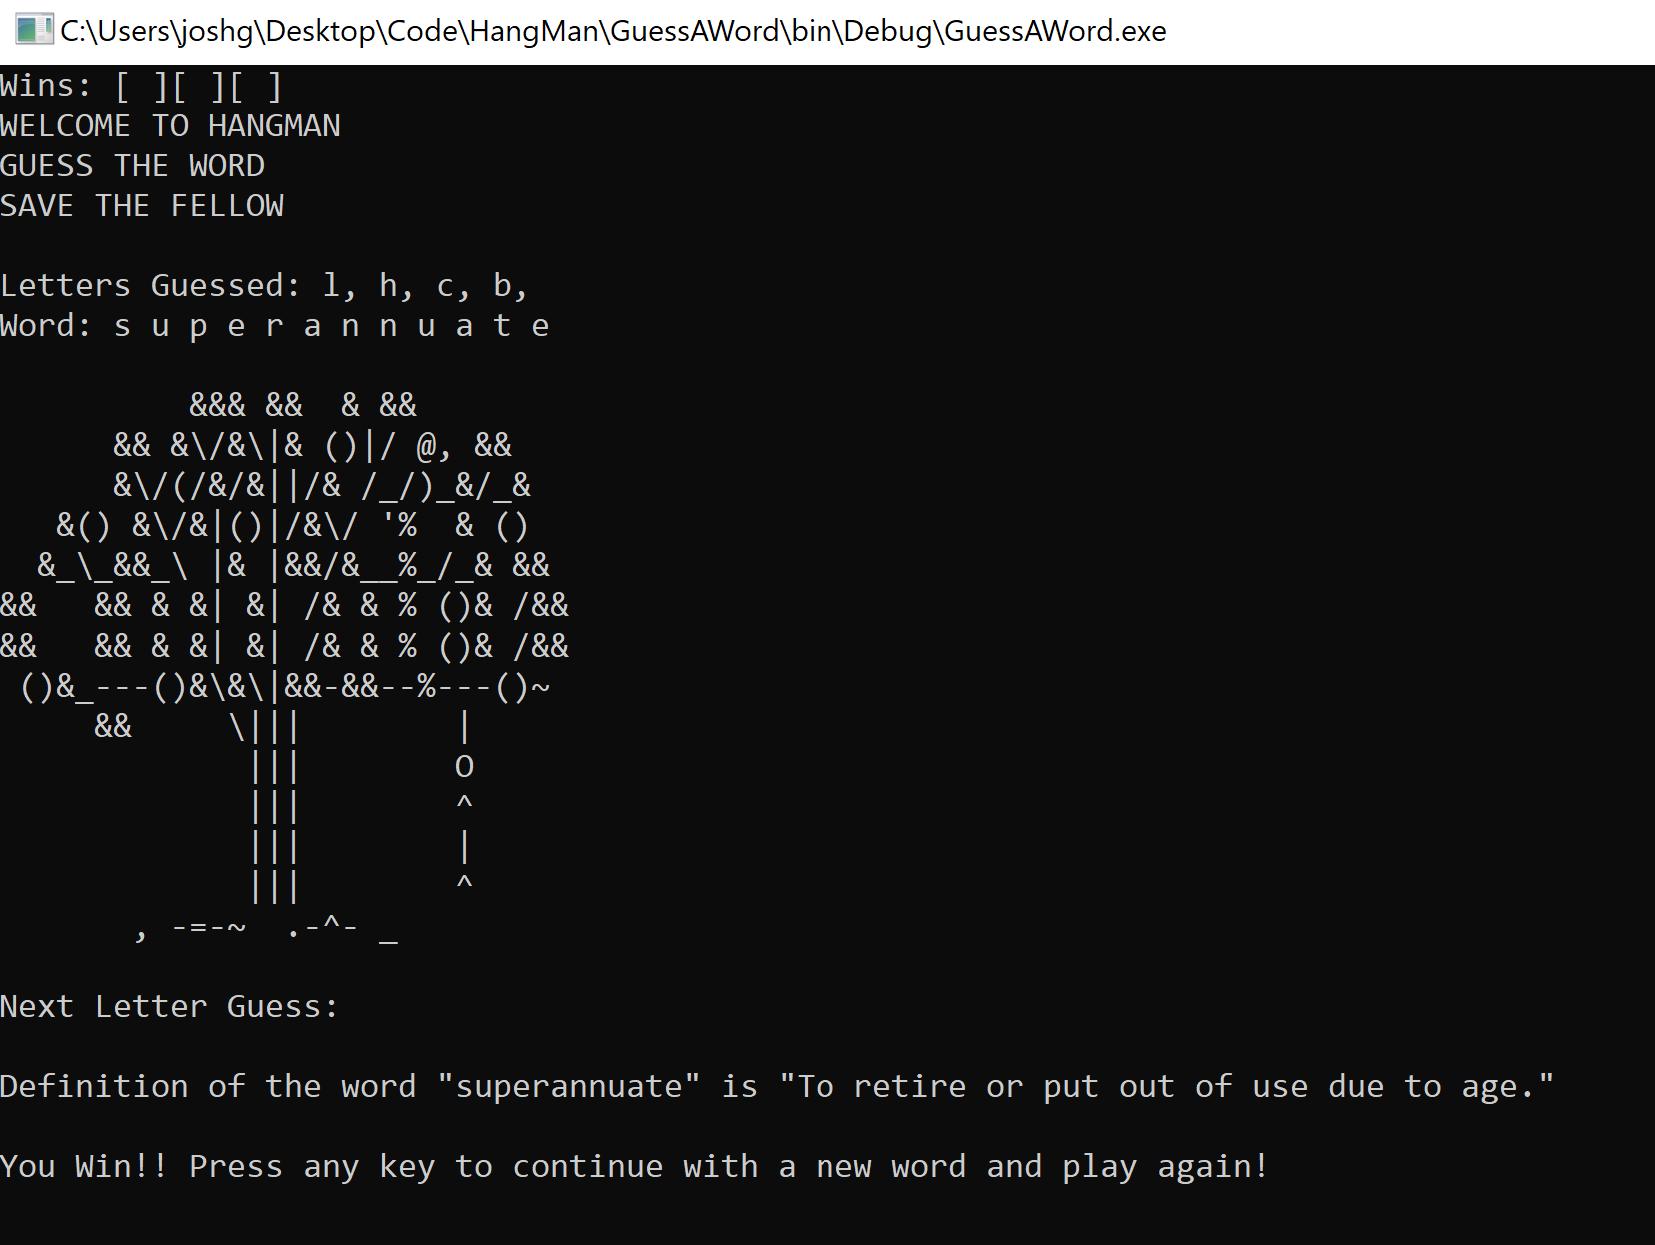 C:\Users\joshg\Desktop\Code\HangMan\GuessAWord\bin\Debug\GuessAWord.exe
Wins: [ ][ ][ ]
WELCOME TO HANGMAN
GUESS THE WORD
SAVE THE FELLOW
Letters Guessed: l, h, c, b,
Word: s u p e r a n n u a t e
          &&& &&  & &&
      && &\/&\|& ()|/ @, &&
      &\/(/&/&||/& /_/)_&/_&
   &() &\/&|()|/&\/ '%  & ()
  &_\_&&_\ |& |&&/&__%_/_& &&
&&   && & &| &| /& & % ()& /&&
&&   && & &| &| /& & % ()& /&&
 ()&_---()&\&\|&&-&&--%---()~
     &&     \|||        |
             |||        O
             |||        ^
             |||        |
             |||        ^
       , -=-~  .-^- _
Next Letter Guess:
Definition of the word "superannuate" is "To retire or put out of use due to age."
You Win!! Press any key to continue with a new word and play again!